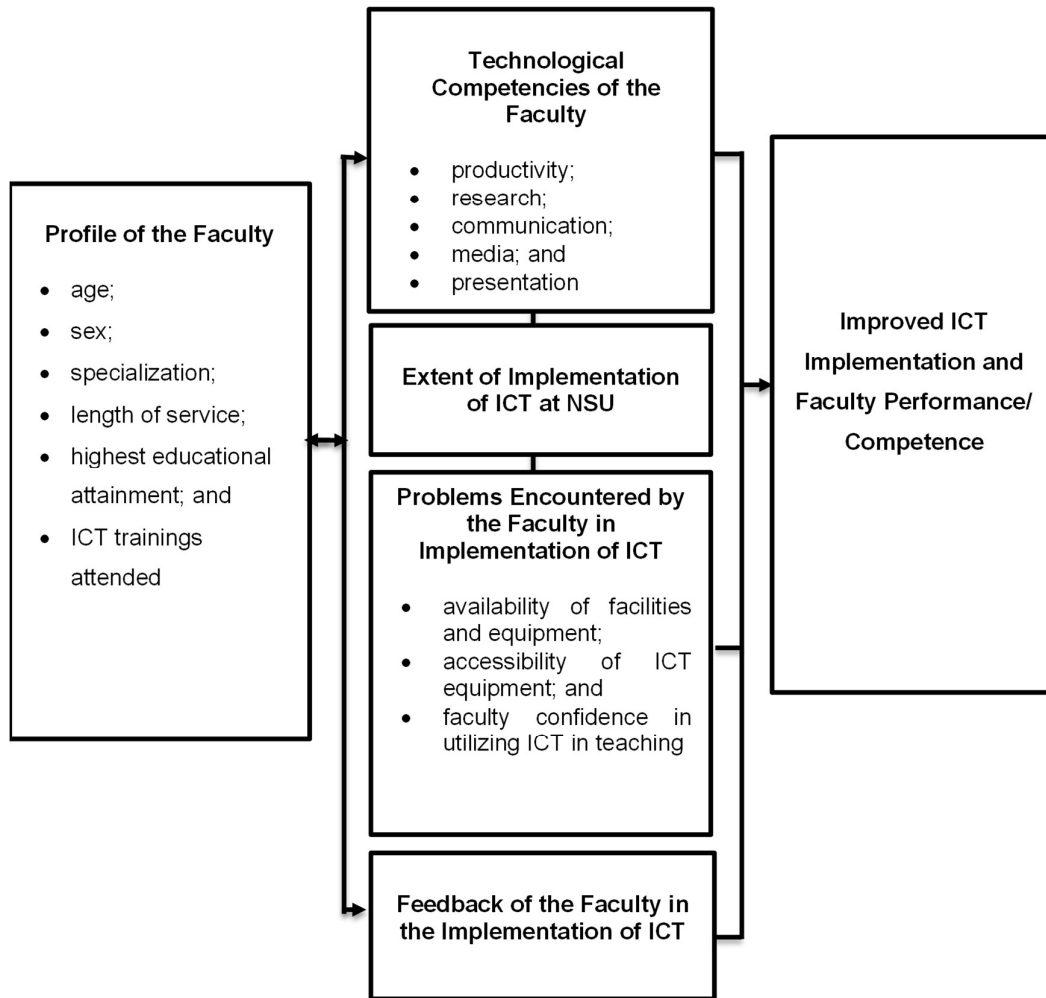 Profile of the Faculty
• age;
• sex;
• specialization;
• length of service;
• highest educational
attainment; and
• ICT trainings
attended
Technological
Competencies of the
Faculty
• productivity;
• research;
• communication;
• media; and
• presentation
Extent of Implementation
of ICT at NSU
Problems Encountered by
the Faculty in
Implementation of ICT
• availability of facilities
and equipment;
• accessibility of ICT
equipment; and
• faculty confidence in
utilizing ICT in teaching
Feedback of the Faculty in
the Implementation of ICT
Improved ICT
Implementation and
Faculty Performance/
Competence